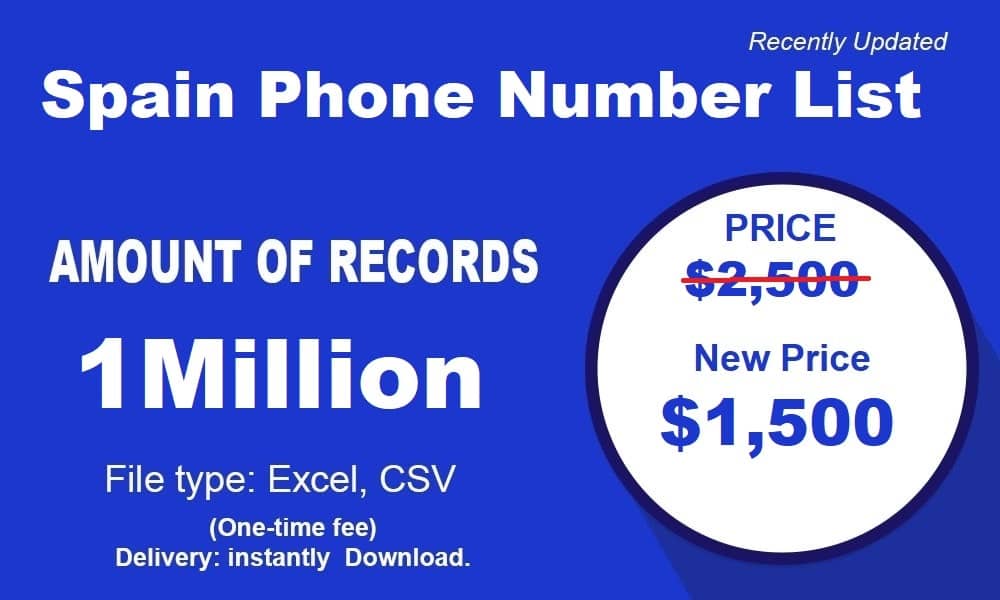 Recently Updated
Spain Phone Number List
AMOUNT OF RECORDS
1Million
File type: Excel, CSV
(One-time fee)
Delivery: instantly Download.
PRICE
$2,500
New Price
$1,500